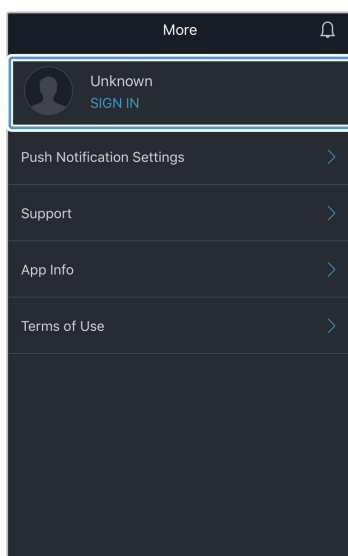 More
Unknown
SIGN IN
Push Notification Settings
Support
App Info
Terms of Use